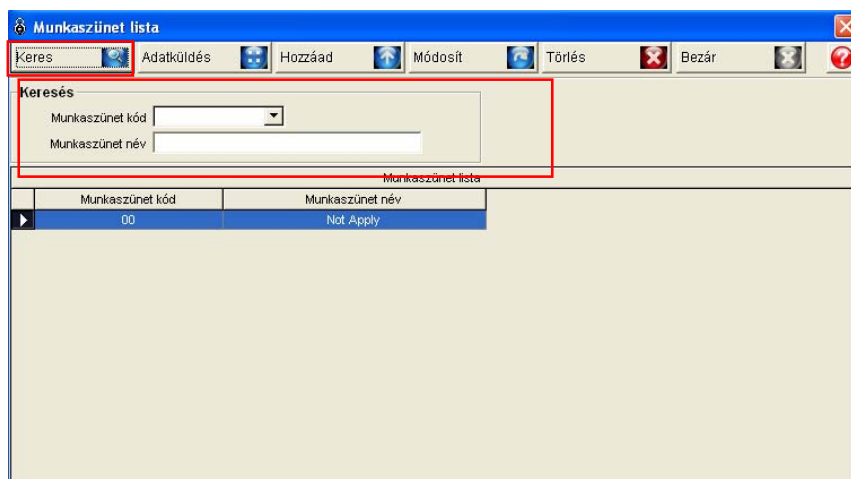 Munkaszünet lista
Keres Adatküldés Hozzáad Módosít Törlés Bezár ?
Keresés
Munkaszünet kód
Munkaszünet név
Munkaszünet lista
Munkaszünet kód Munkaszünet név
00 Not Apply